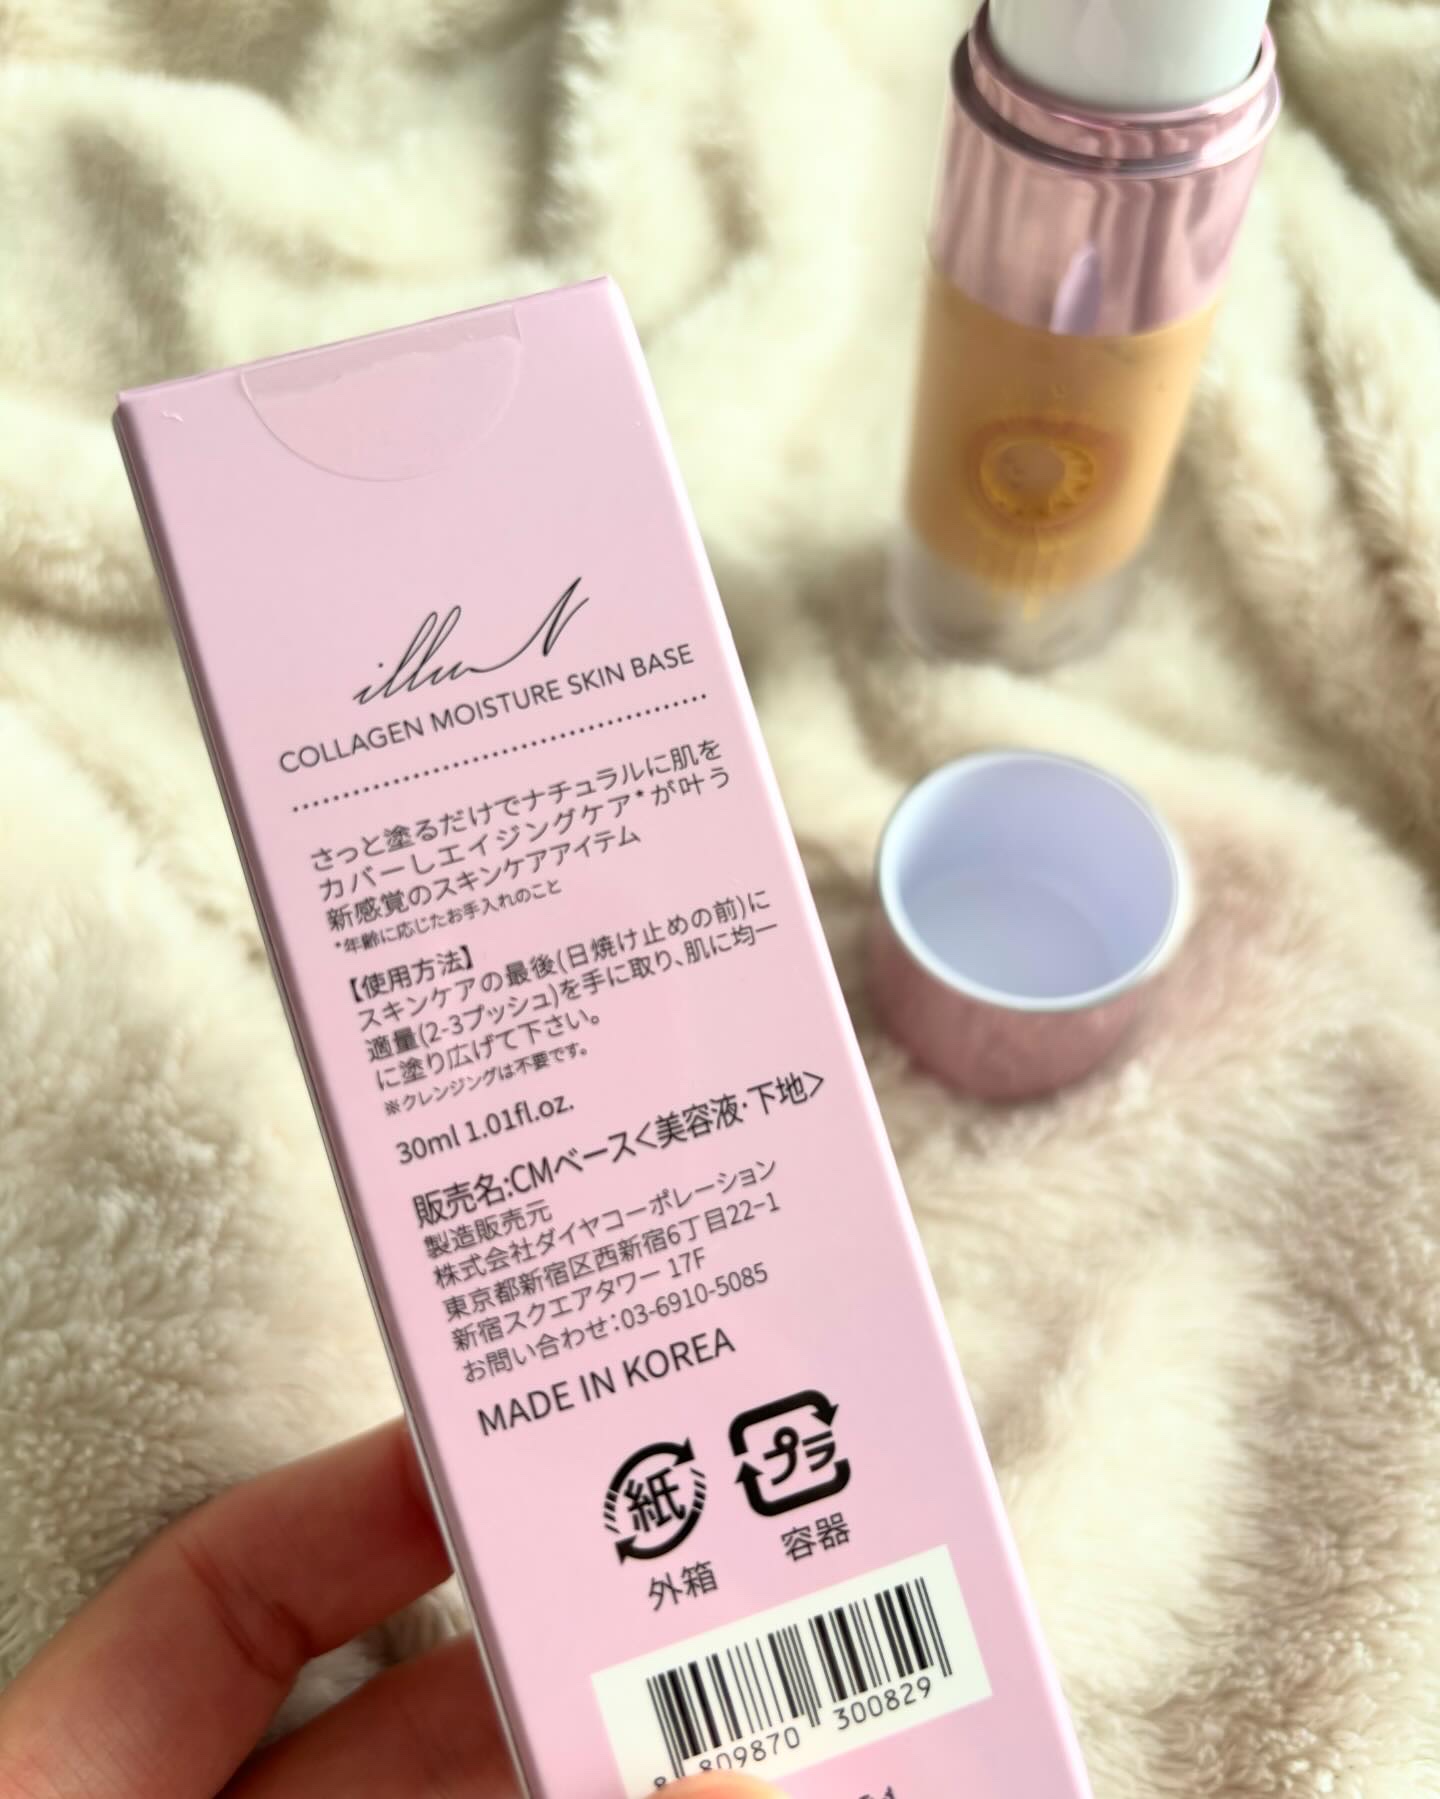 COLLAGEN MOISTURE SKIN BASE
さっと塗るだけでナチュラルに肌を
カバーしエイジングケア*が叶う
新感覚のスキンケアアイテム
*年齢に応じたお手入れのこと
【使用方法】
スキンケアの最後(日焼け止めの前)に
適量(2-3プッシュ)を手に取り、肌に均一
に塗り広げて下さい。
※クレンジングは不要です。
30ml 1.01fl.oz.
販売名:CMベース<美容液・下地>
製造販売元
株式会社ダイヤコーポレーション
東京都新宿区西新宿6丁目22-1
新宿スクエアタワー 17F
お問い合わせ:03-6910-5085
MADE IN KOREA
紙 プラ
外箱 容器
8 809870 300829